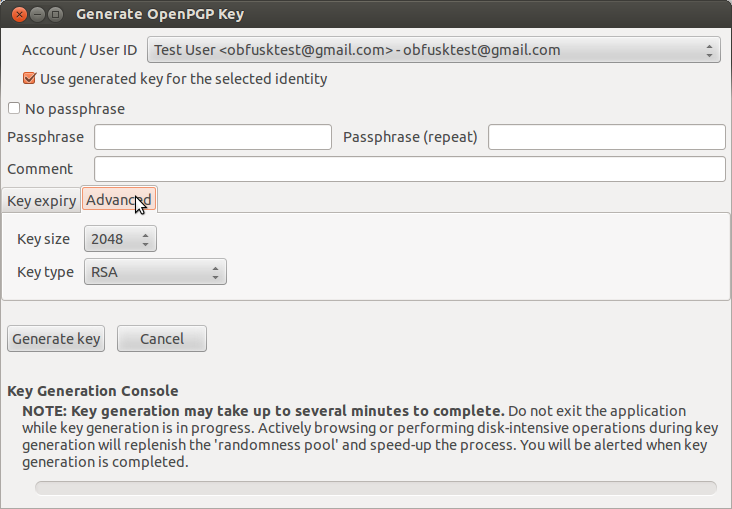 Generate OpenPGP Key
Account / User ID Test User <obfusktest@gmail.com> - obfusktest@gmail.com
Use generated key for the selected identity
No passphrase
Passphrase Passphrase (repeat)
Comment
Key expiry Advanced
Key size 2048
Key type RSA
Generate key Cancel
Key Generation Console
NOTE: Key generation may take up to several minutes to complete. Do not exit the application
while key generation is in progress. Actively browsing or performing disk-intensive operations during key
generation will replenish the 'randomness pool' and speed-up the process. You will be alerted when key
generation is completed.